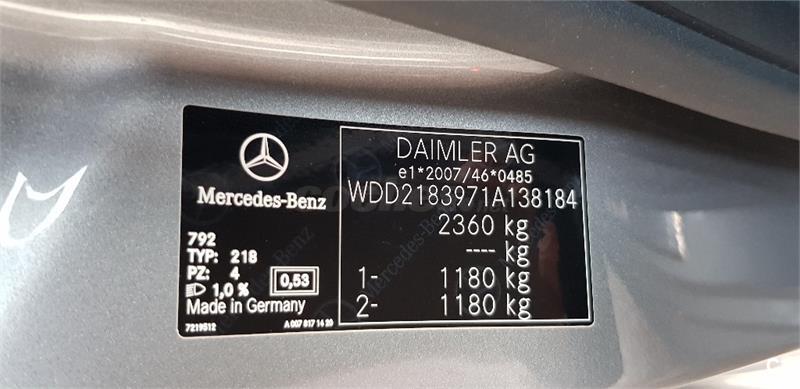 Mercedes-Benz
792
TYP: 218
PZ: 4
1,0 %
0,53
Made in Germany
7219512
A 007 817 14 20
DAIMLER AG
e1*2007/46*0485
WDD2183971A138184
2360 kg
---- kg
1- 1180 kg
2- 1180 kg